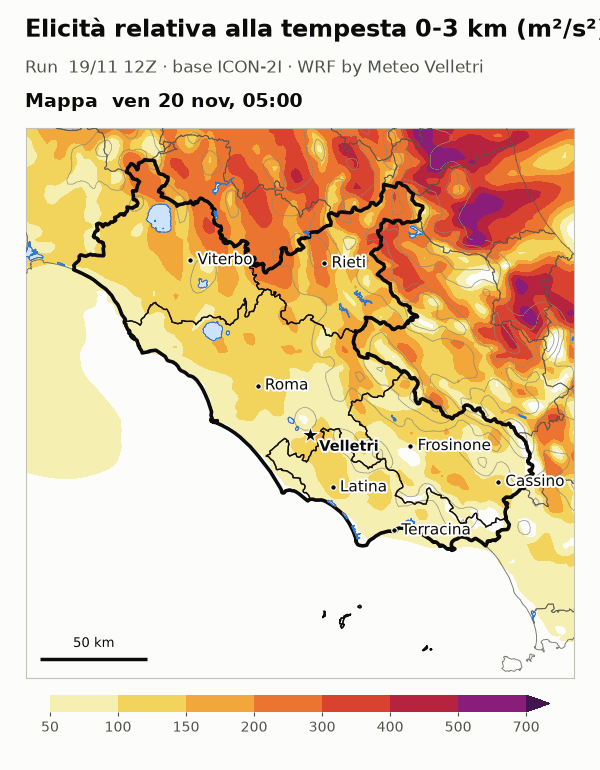 Elicità relativa alla tempesta 0-3 km (m²/s²)
Run  19/11 12Z · base ICON-2I · WRF by Meteo Velletri
Mappa  ven 20 nov, 05:00
Viterbo
Rieti
Roma
Velletri
Frosinone
Latina
Cassino
Terracina
50 km
50 100 150 200 300 400 500 700